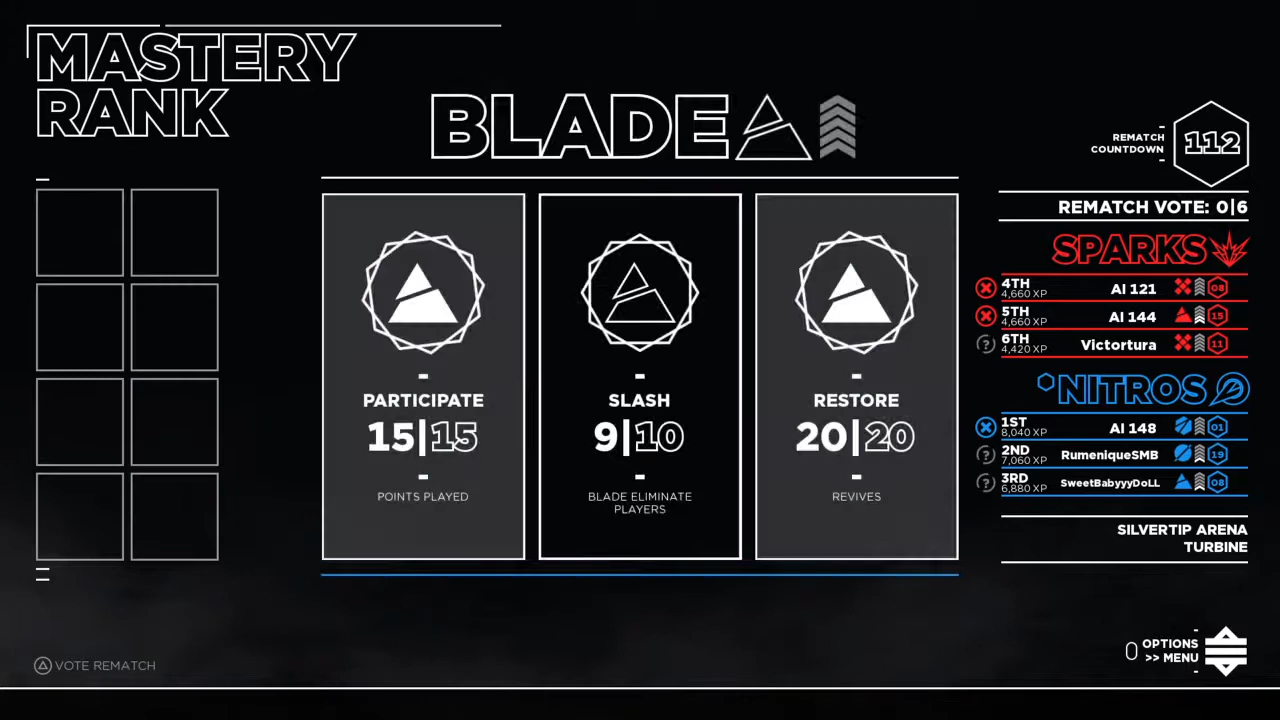 MASTERY
RANK
BLADE
REMATCH
COUNTDOWN
112
REMATCH VOTE: 0|6
SPARKS
4TH
4,660 XP
AI 121
08
5TH
4,660 XP
AI 144
15
6TH
4,420 XP
Victortura
11
NITROS
1ST
8,040 XP
AI 148
01
2ND
7,060 XP
RumeniqueSMB
19
3RD
6,880 XP
SweetBabyyyDoLL
08
SILVERTIP ARENA
TURBINE
PARTICIPATE
15|15
POINTS PLAYED
SLASH
9|10
BLADE ELIMINATE
PLAYERS
RESTORE
20|20
REVIVES
VOTE REMATCH
OPTIONS
>> MENU